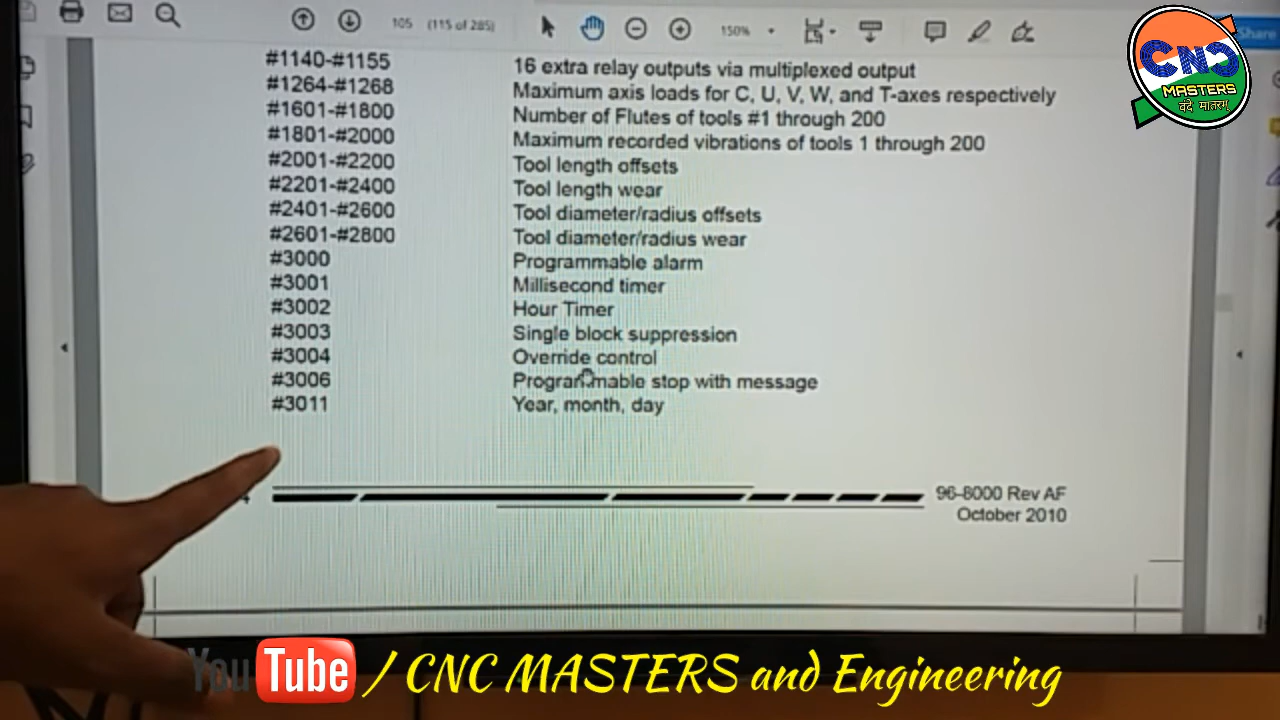 105 (115 of 285)
150%
Share
CNC
MASTERS
वंदे मातरम्
#1140-#1155 16 extra relay outputs via multiplexed output
#1264-#1268 Maximum axis loads for C, U, V, W, and T-axes respectively
#1601-#1800 Number of Flutes of tools #1 through 200
#1801-#2000 Maximum recorded vibrations of tools 1 through 200
#2001-#2200 Tool length offsets
#2201-#2400 Tool length wear
#2401-#2600 Tool diameter/radius offsets
#2601-#2800 Tool diameter/radius wear
#3000 Programmable alarm
#3001 Millisecond timer
#3002 Hour Timer
#3003 Single block suppression
#3004 Override control
#3006 Programmable stop with message
#3011 Year, month, day
96-8000 Rev AF
October 2010
YouTube / CNC MASTERS and Engineering